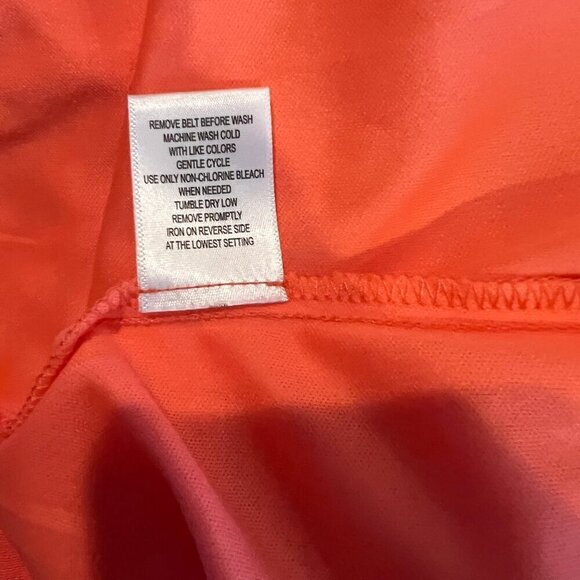 REMOVE BELT BEFORE WASH
MACHINE WASH COLD
WITH LIKE COLORS
GENTLE CYCLE
USE ONLY NON-CHLORINE BLEACH
WHEN NEEDED
TUMBLE DRY LOW
REMOVE PROMPTLY
IRON ON REVERSE SIDE
AT THE LOWEST SETTING